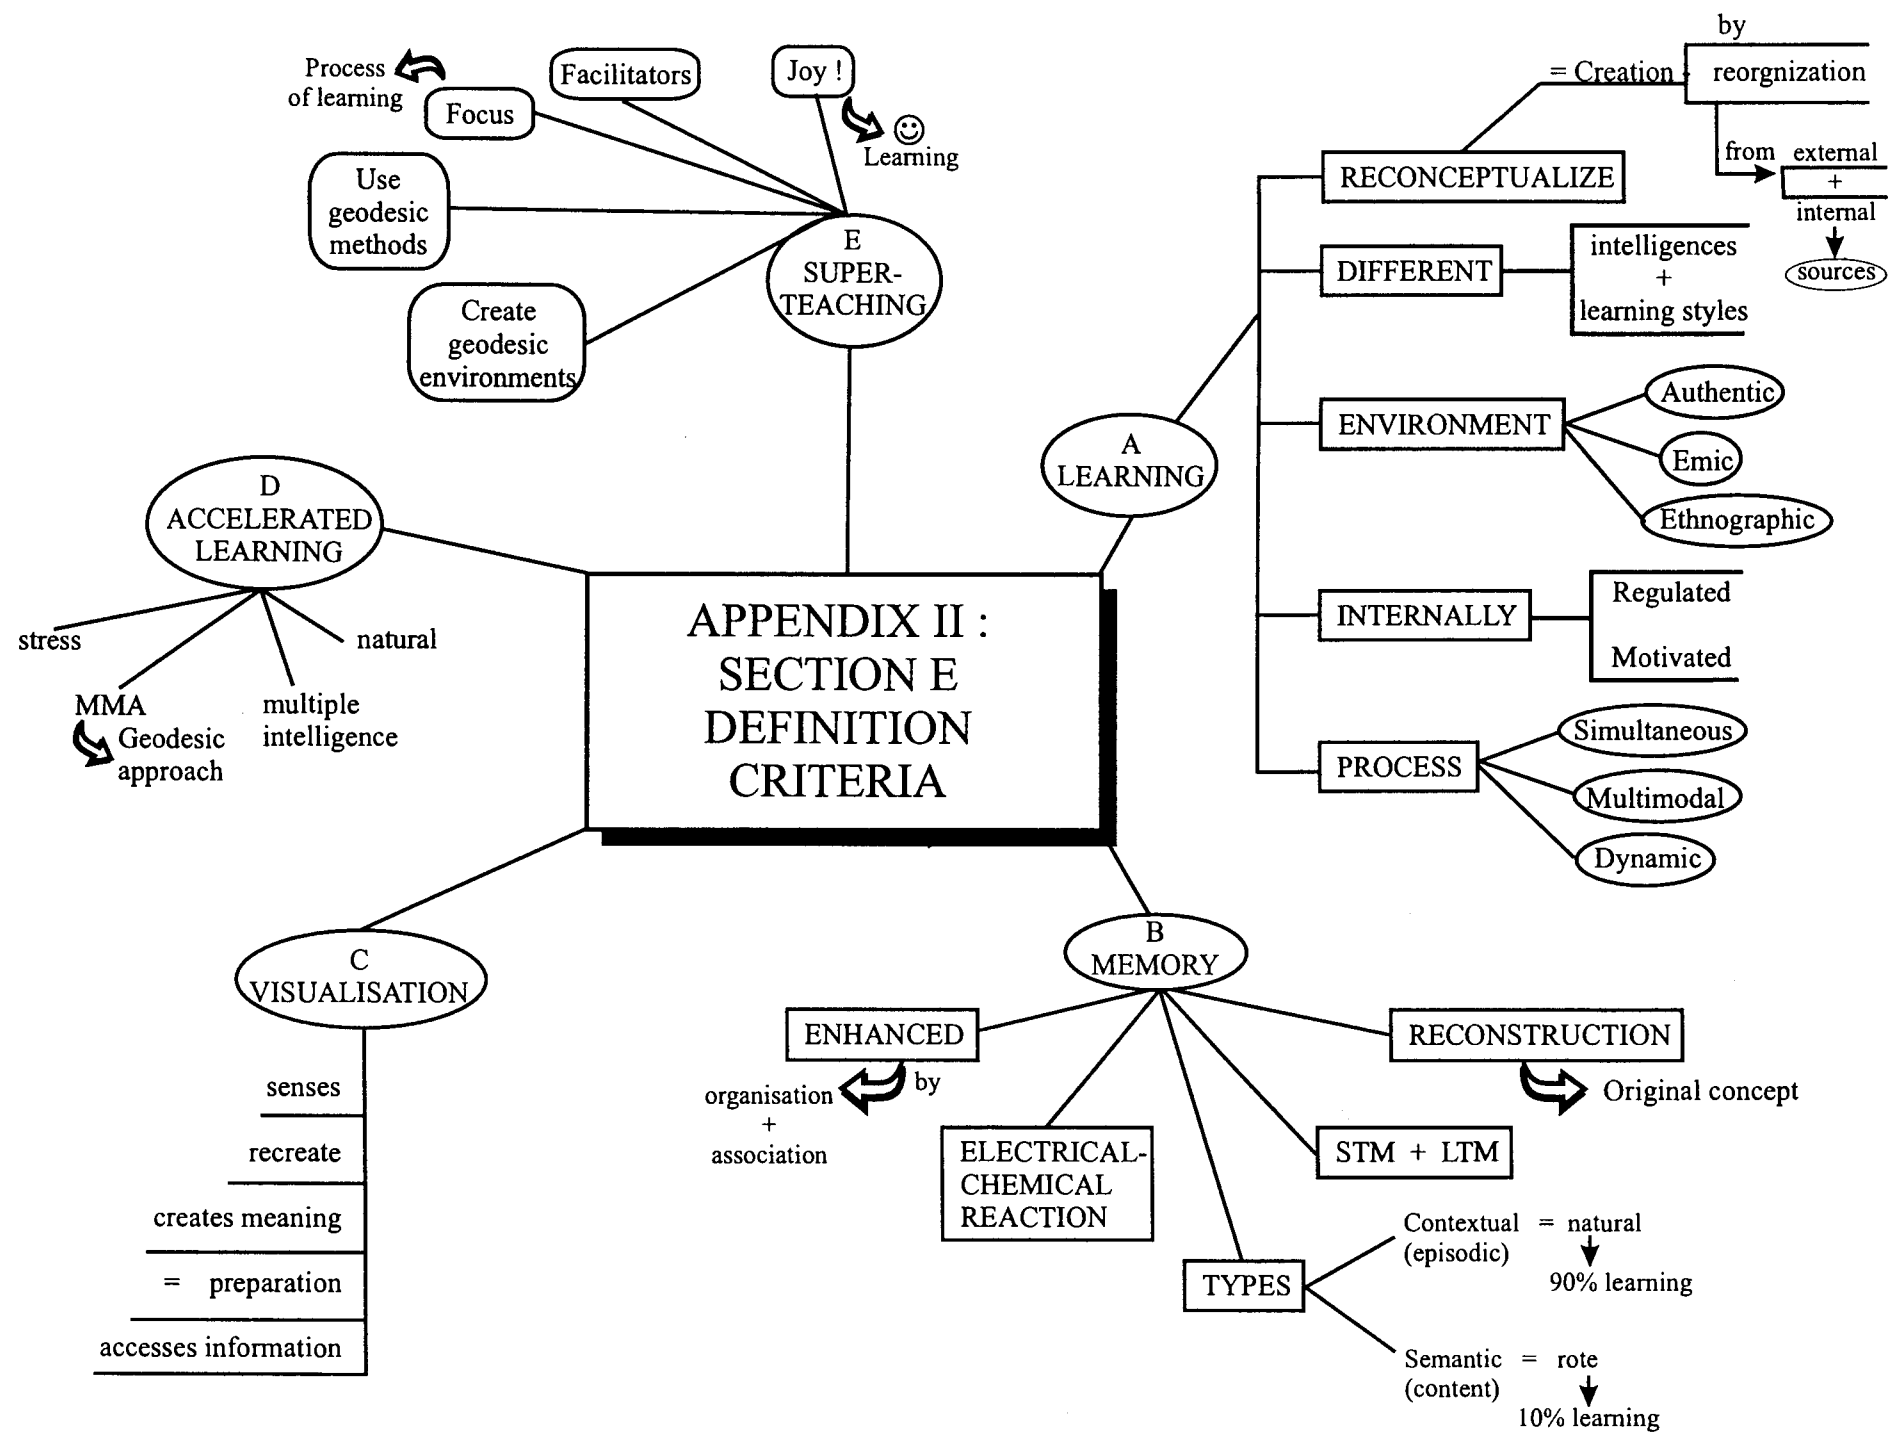 APPENDIX II :
SECTION E
DEFINITION
CRITERIA
A
LEARNING
RECONCEPTUALIZE
= Creation
by
reorgnization
from
external
+
internal
sources
DIFFERENT
intelligences
+
learning styles
ENVIRONMENT
Authentic
Emic
Ethnographic
INTERNALLY
Regulated
Motivated
PROCESS
Simultaneous
Multimodal
Dynamic
B
MEMORY
ENHANCED
by
organisation
+
association
ELECTRICAL-
CHEMICAL
REACTION
TYPES
Contextual = natural
(episodic)
90% learning
Semantic = rote
(content)
10% learning
STM + LTM
RECONSTRUCTION
Original concept
C
VISUALISATION
senses
recreate
creates meaning
= preparation
accesses information
D
ACCELERATED
LEARNING
stress
MMA
Geodesic
approach
multiple
intelligence
natural
E
SUPER-
TEACHING
Create
geodesic
environments
Use
geodesic
methods
Focus
Process
of learning
Facilitators
Joy !
Learning